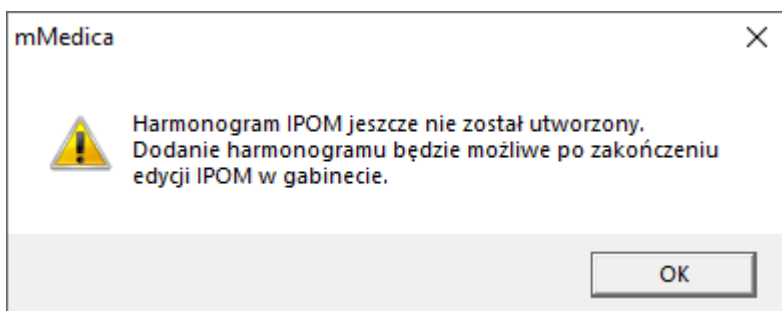 mMedica
Harmonogram IPOM jeszcze nie został utworzony.
Dodanie harmonogramu będzie możliwe po zakończeniu
edycji IPOM w gabinecie.
OK